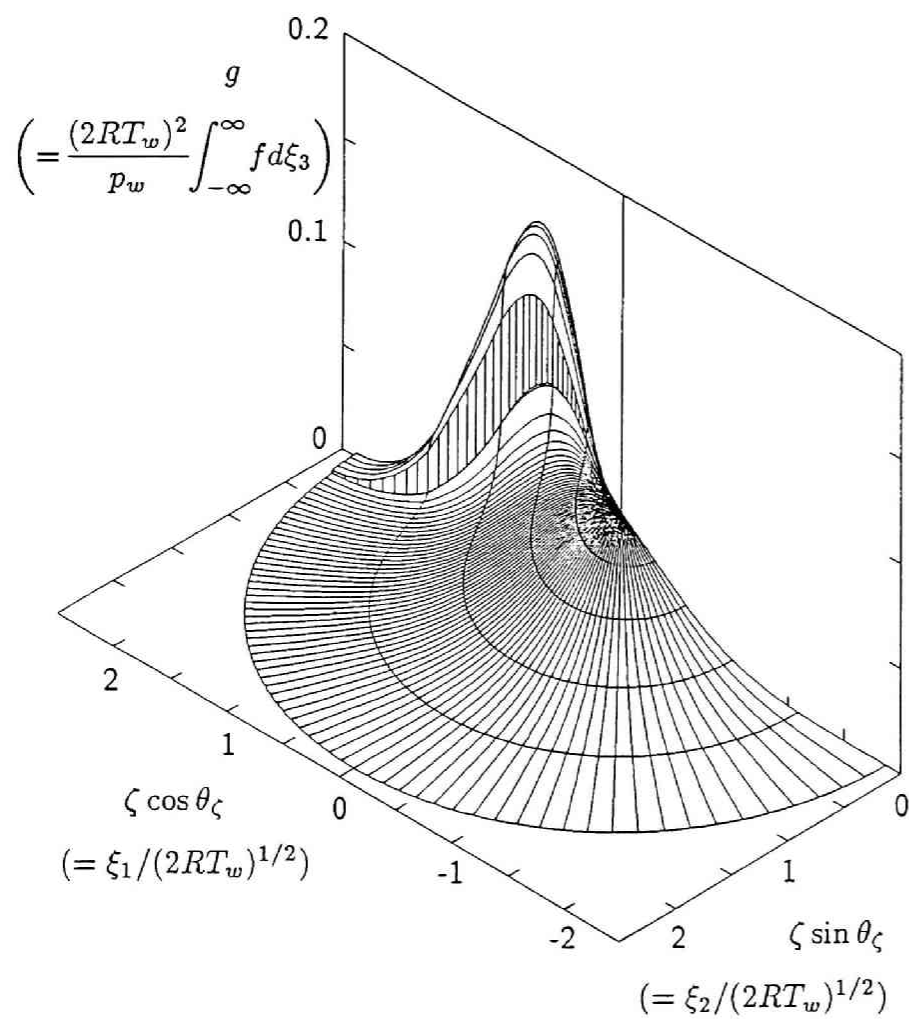 0.2
g
(= (2RT_w)^2 / p_w ∫_{-∞}^{∞} f dξ_3)
0.1
0
2
1
0
-1
-2
ζ cos θ_ζ
(= ξ_1/(2RT_w)^{1/2})
0
1
2
ζ sin θ_ζ
(= ξ_2/(2RT_w)^{1/2})